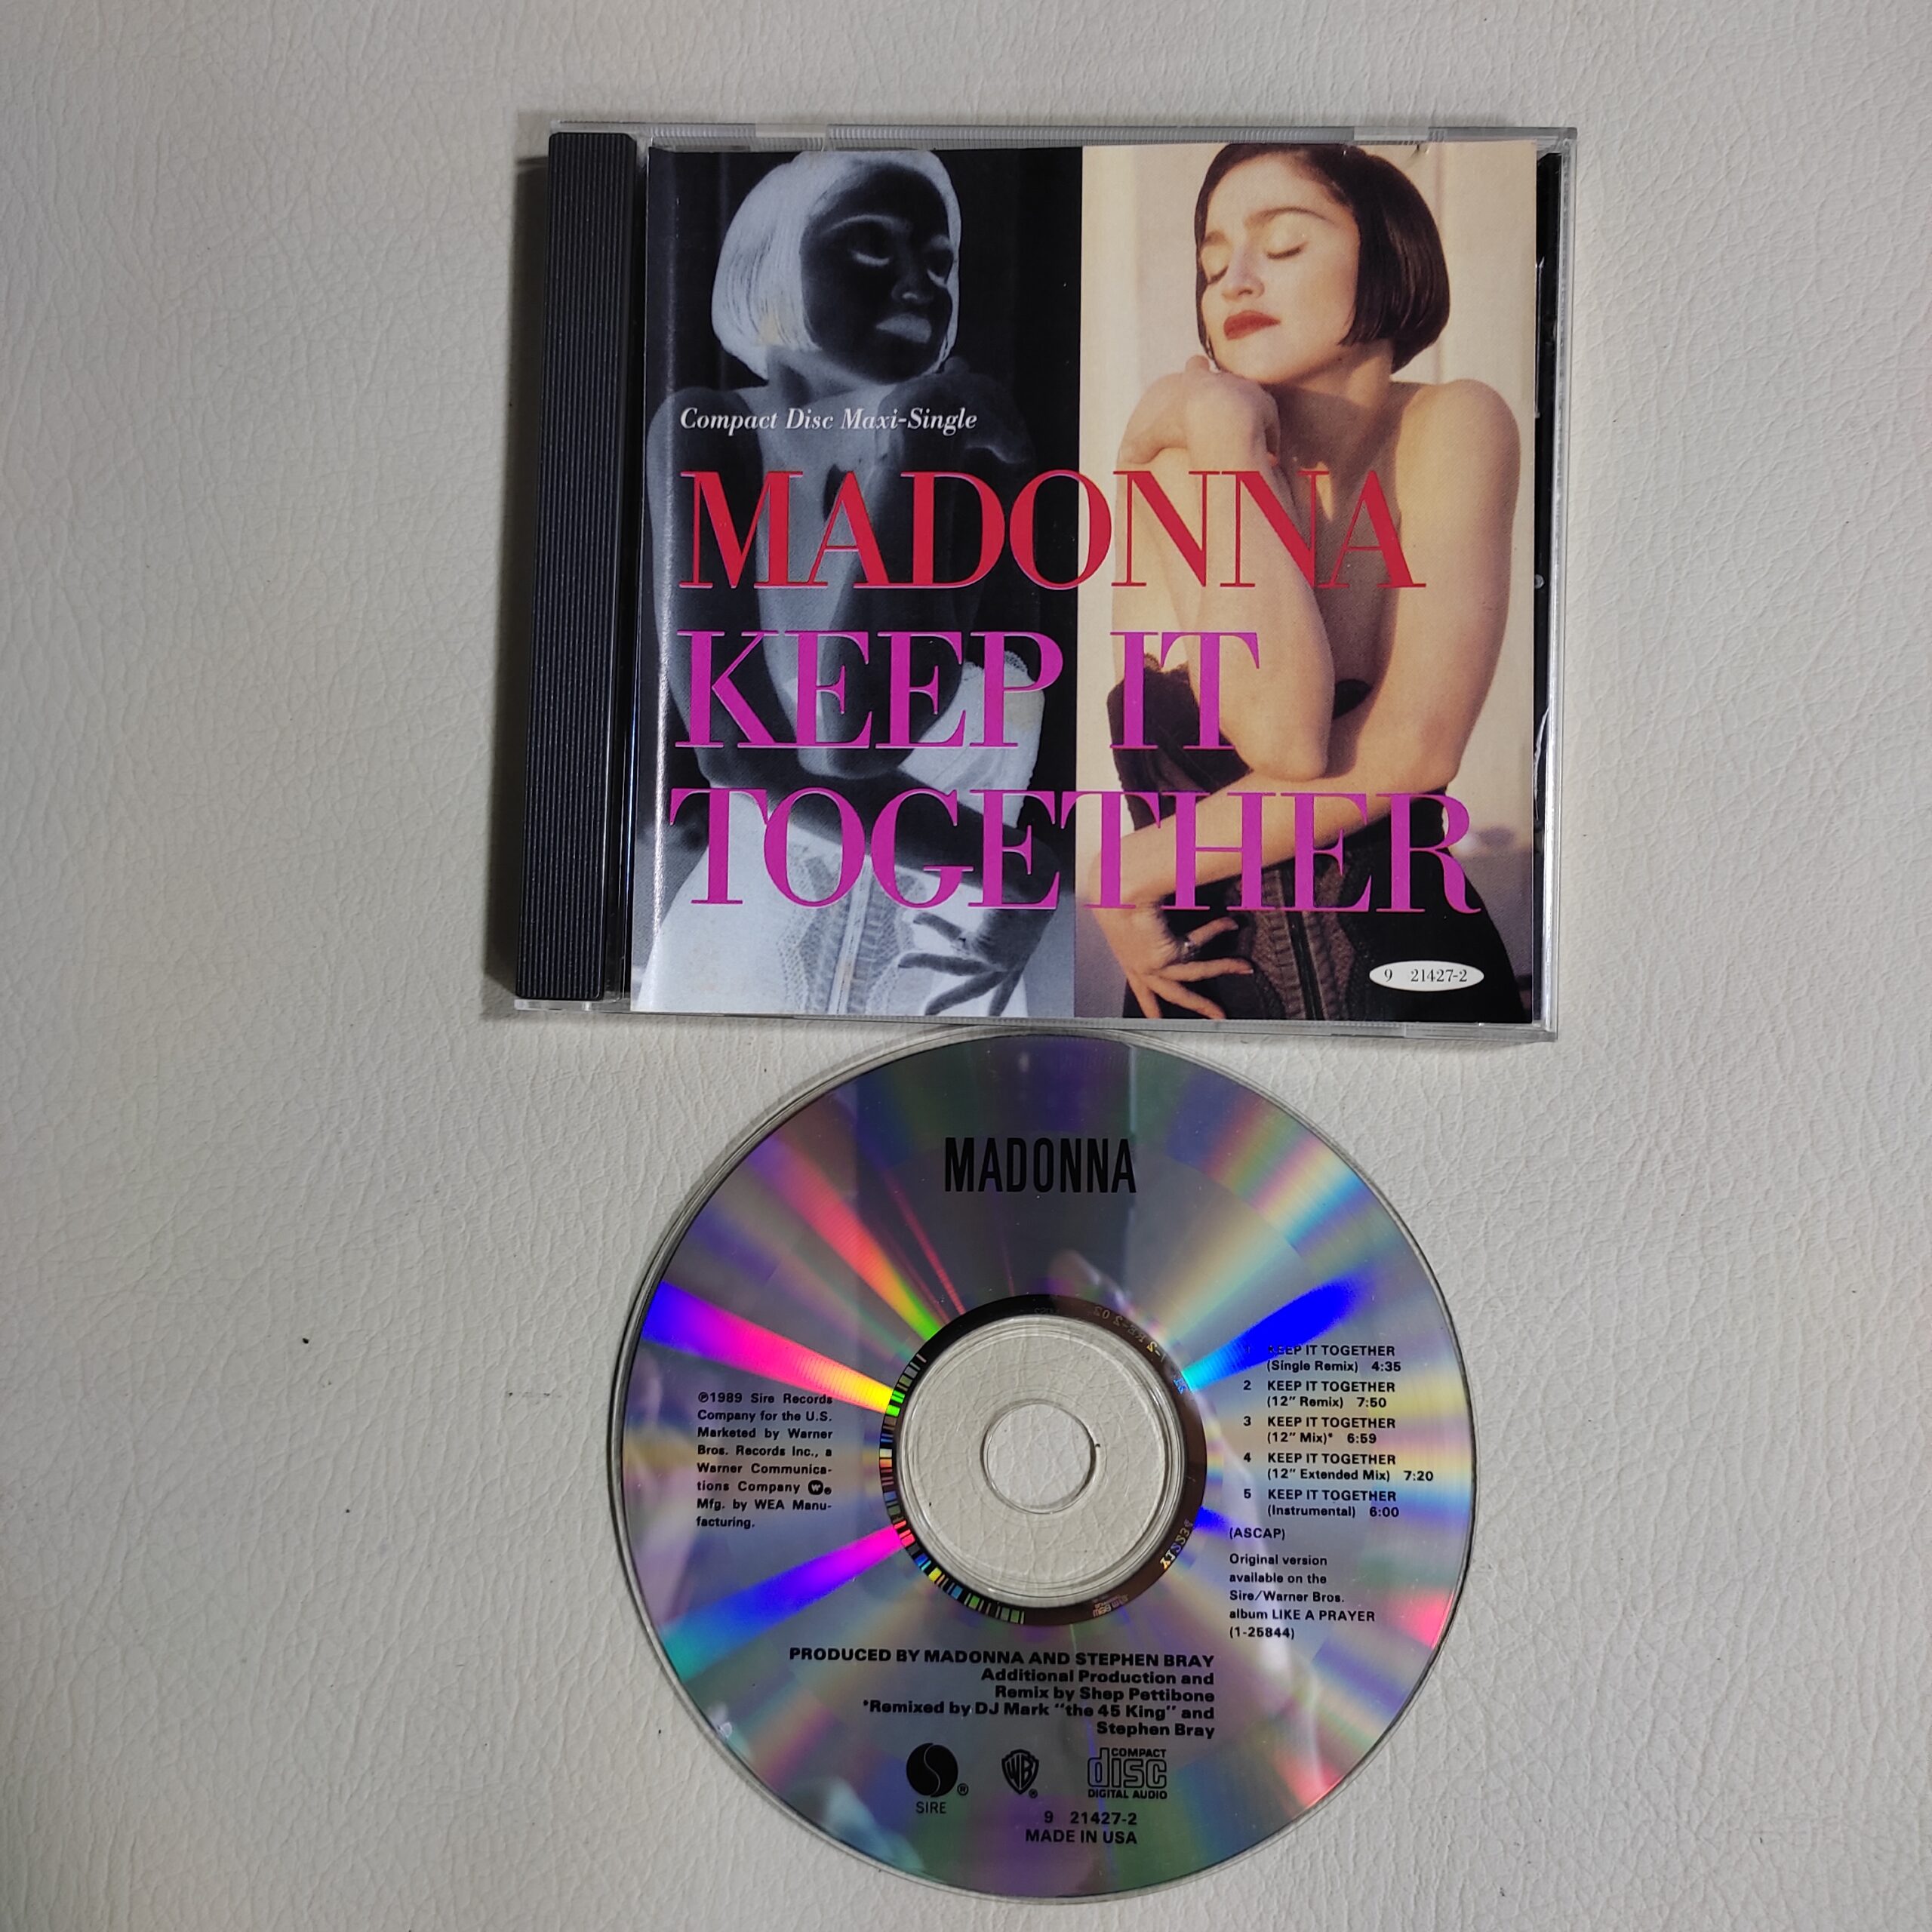 Compact Disc Maxi-Single
MADONNA
KEEP IT
TOGETHER
9 21427-2
MADONNA
℗1989 Sire Records
Company for the U.S.
Marketed by Warner
Bros. Records Inc., a
Warner Communica-
tions Company W®
Mfg. by WEA Manu-
facturing.
1 KEEP IT TOGETHER
(Single Remix) 4:35
2 KEEP IT TOGETHER
(12" Remix) 7:50
3 KEEP IT TOGETHER
(12" Mix)* 6:59
4 KEEP IT TOGETHER
(12" Extended Mix) 7:20
5 KEEP IT TOGETHER
(Instrumental) 6:00
(ASCAP)
Original version
available on the
Sire/Warner Bros.
album LIKE A PRAYER
(1-25844)
PRODUCED BY MADONNA AND STEPHEN BRAY
Additional Production and
Remix by Shep Pettibone
*Remixed by DJ Mark "the 45 King" and
Stephen Bray
S®
SIRE
WB®
COMPACT
disc
DIGITAL AUDIO
9 21427-2
MADE IN USA